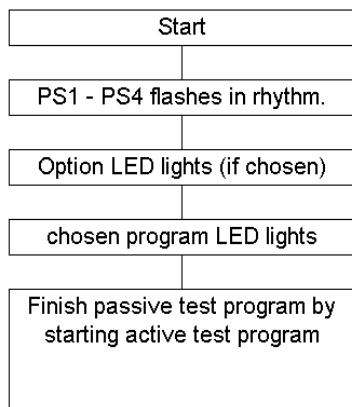 Start
PS1 - PS4 flashes in rhythm.
Option LED lights (if chosen)
chosen program LED lights
Finish passive test program by
starting active test program